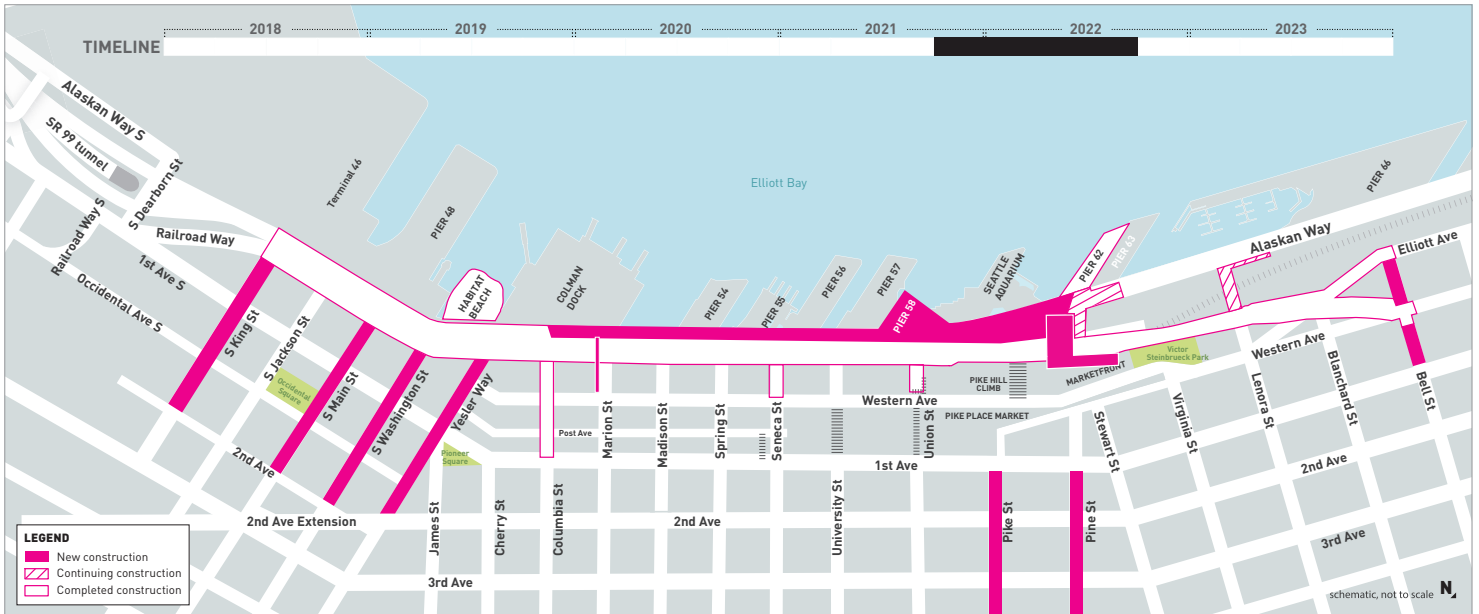 2018
2019
2020
2021
2022
2023
TIMELINE
Alaskan Way S
SR 99 tunnel
S Dearborn St
Railroad Way S
Railroad Way
1st Ave S
Occidental Ave S
Terminal 46
PIER 48
HABITAT
BEACH
COLMAN
DOCK
Elliott Bay
PIER 54
PIER 55
PIER 56
PIER 57
PIER 58
SEATTLE
AQUARIUM
PIER 62
PIER 63
PIER 66
Alaskan Way
Elliott Ave
S King St
S Jackson St
Occidental
Square
S Main St
S Washington St
Yesler Way
2nd Ave
Pioneer
Square
2nd Ave Extension
James St
Cherry St
Columbia St
Post Ave
Marion St
Madison St
Spring St
Seneca St
University St
Union St
Western Ave
PIKE HILL
CLIMB
PIKE PLACE MARKET
MARKETFRONT
Victor
Steinbrueck Park
Western Ave
1st Ave
2nd Ave
3rd Ave
Pike St
Pine St
Stewart St
Virginia St
Lenora St
Blanchard St
Bell St
2nd Ave
3rd Ave
LEGEND
New construction
Continuing construction
Completed construction
schematic, not to scale
N